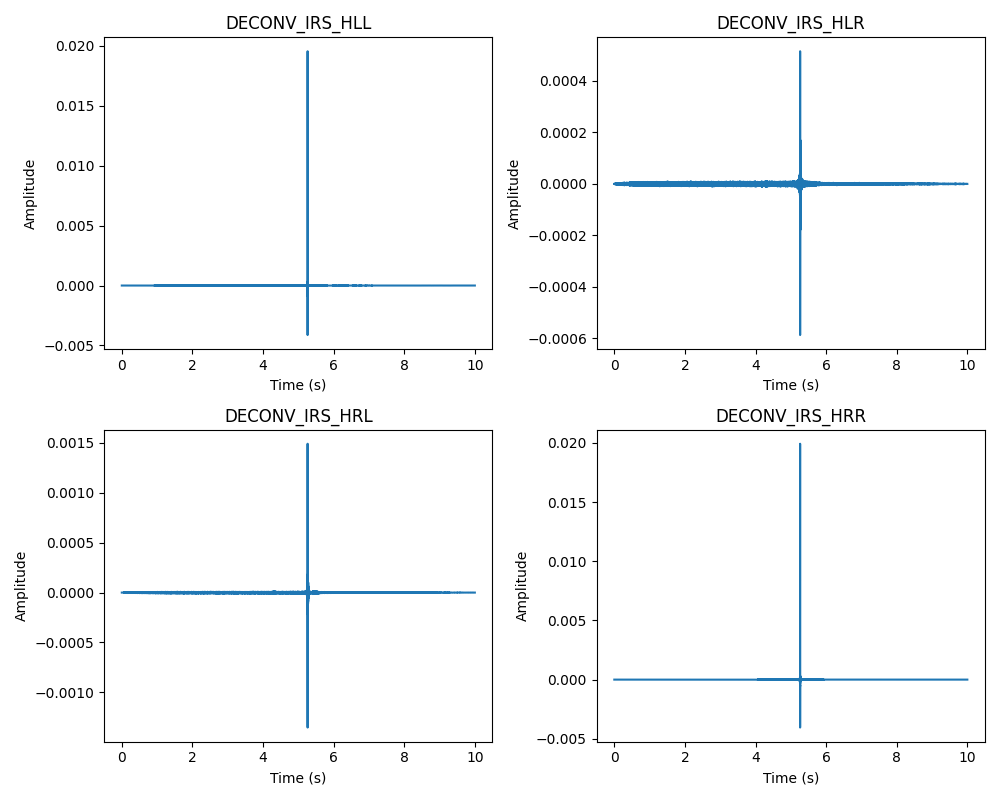 DECONV_IRS_HLL
0.020
0.015
0.010
0.005
0.000
−0.005
Amplitude
0 2 4 6 8 10
Time (s)
DECONV_IRS_HLR
0.0004
0.0002
0.0000
−0.0002
−0.0004
−0.0006
Amplitude
0 2 4 6 8 10
Time (s)
DECONV_IRS_HRL
0.0015
0.0010
0.0005
0.0000
−0.0005
−0.0010
Amplitude
0 2 4 6 8 10
Time (s)
DECONV_IRS_HRR
0.020
0.015
0.010
0.005
0.000
−0.005
Amplitude
0 2 4 6 8 10
Time (s)